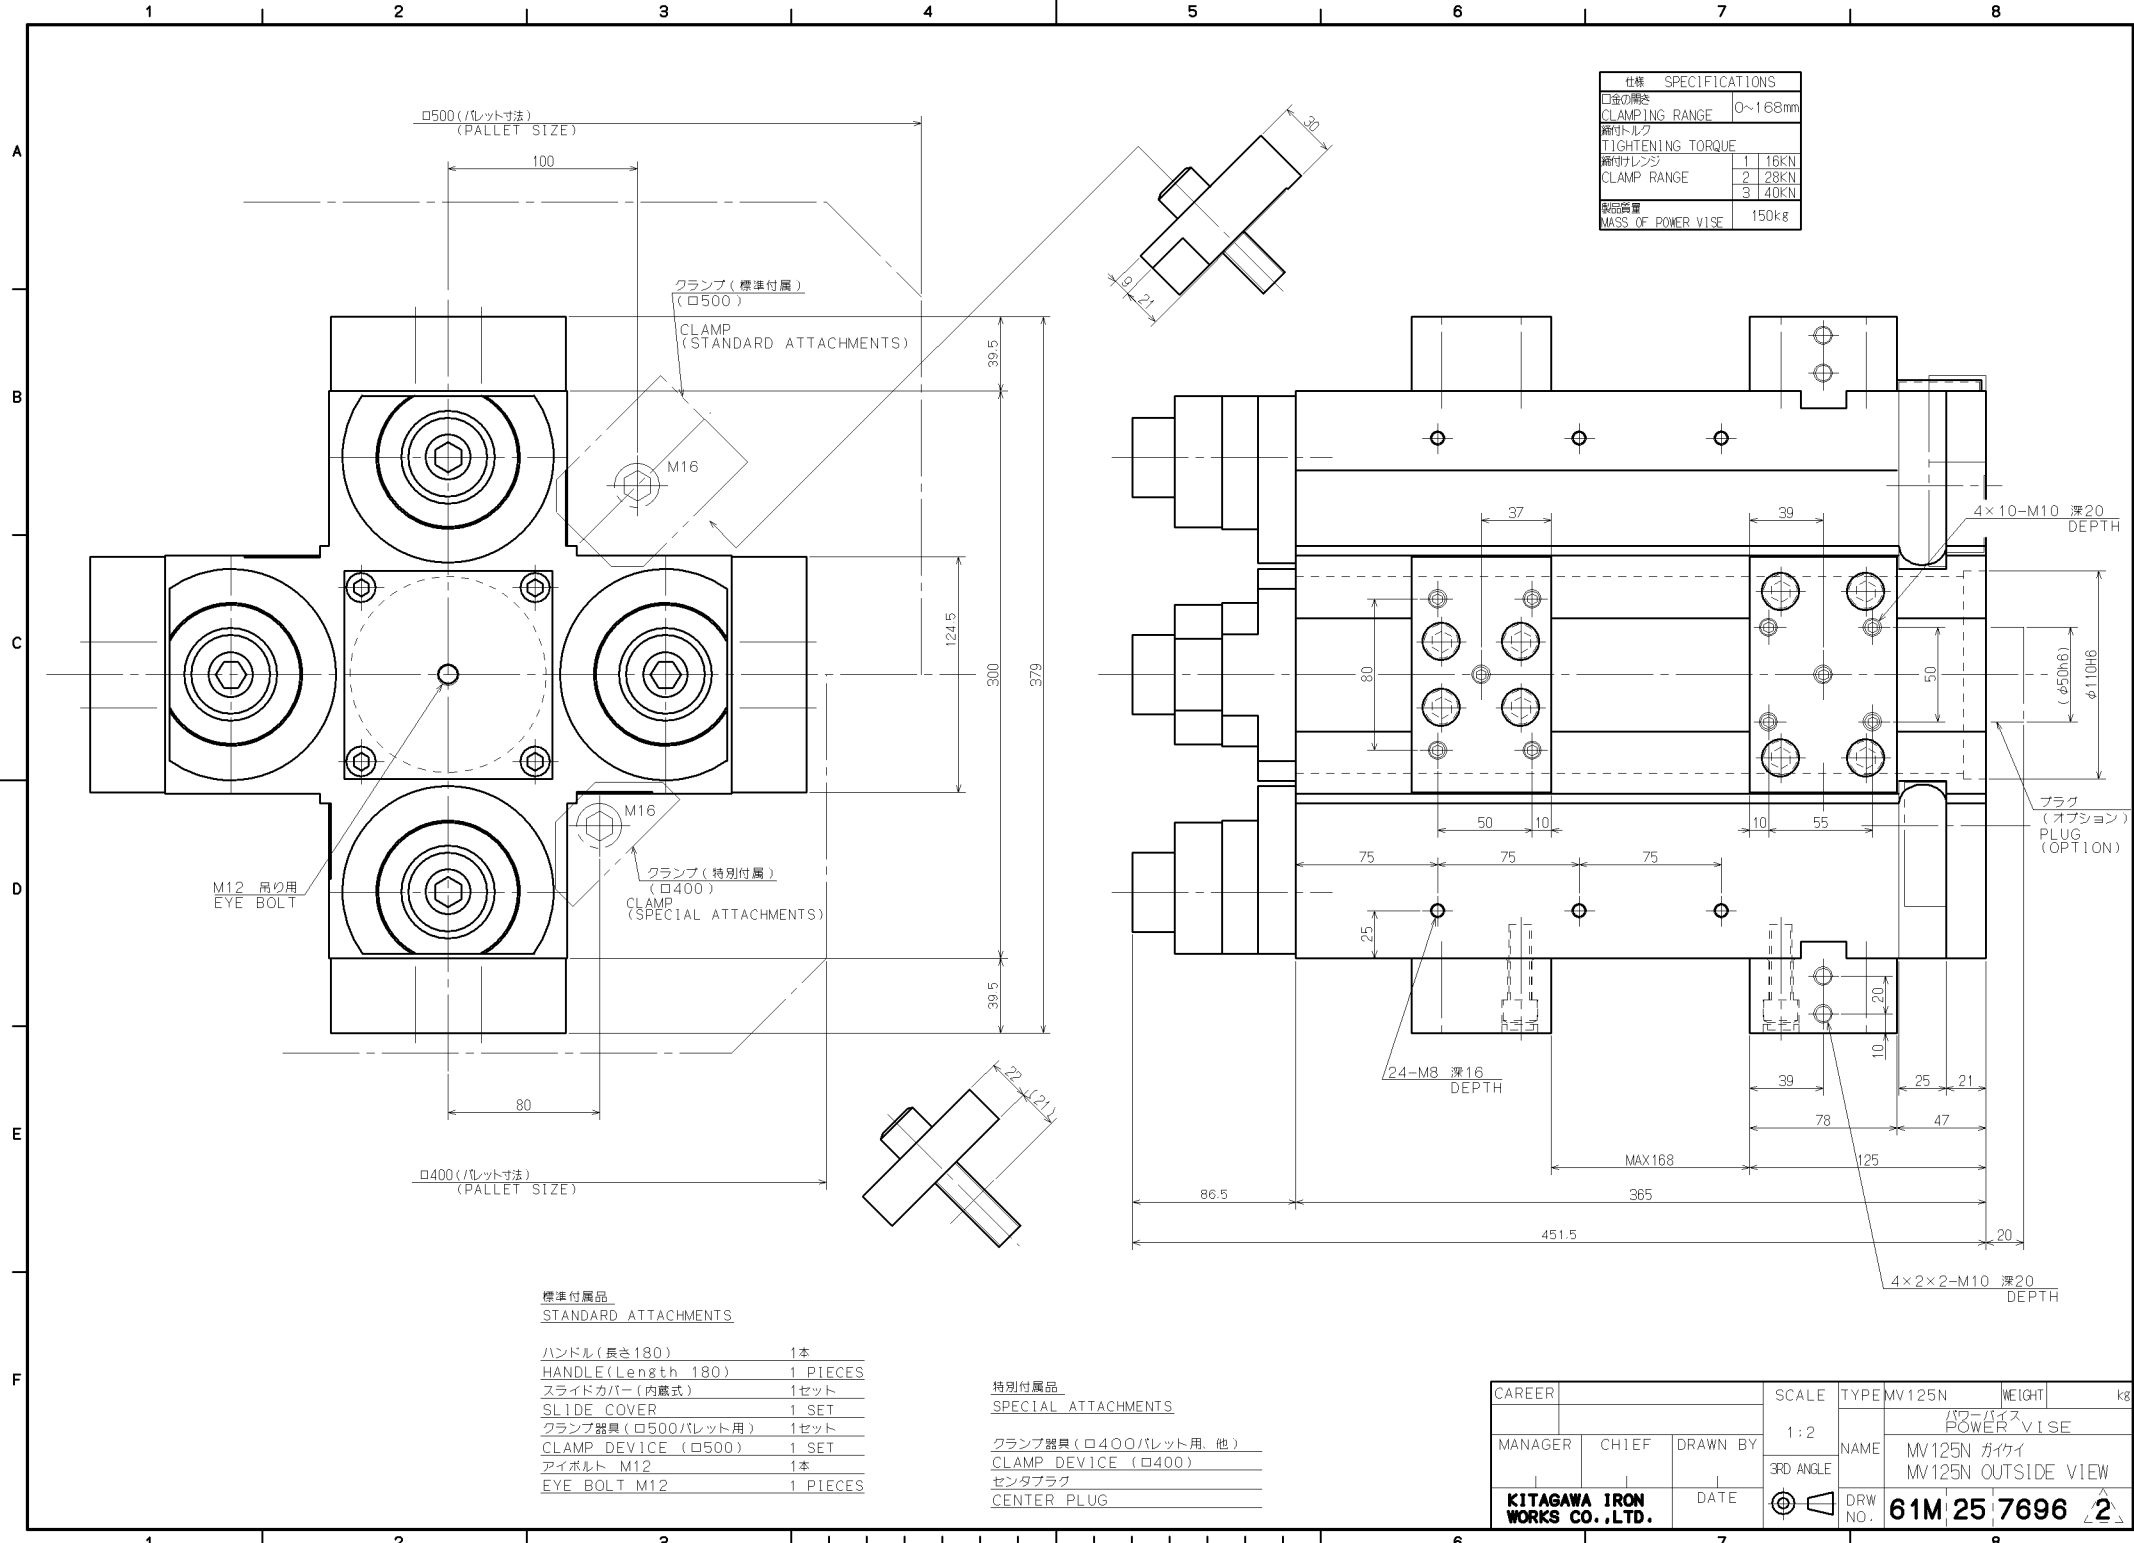 1 2 3 4 5 6 7 8
A
B
C
D
E
F
仕様 SPECIFICATIONS
口金の開き
CLAMPING RANGE 0~168mm
締付トルク
TIGHTENING TORQUE
締付けレンジ
CLAMP RANGE
1 16KN
2 28KN
3 40KN
製品質量
MASS OF POWER VISE 150kg
□500(パレット寸法)
(PALLET SIZE)
100
クランプ(標準付属)
(□500)
CLAMP
(STANDARD ATTACHMENTS)
M16
30
9
21
39.5
124.5
300
379
39.5
M16
クランプ(特別付属)
(□400)
CLAMP
(SPECIAL ATTACHMENTS)
M12 吊り用
EYE BOLT
80
□400(パレット寸法)
(PALLET SIZE)
22
(21)
37
39
4×10-M10 深20
DEPTH
80
50
(φ50h6)
φ110H6
50
10
10
55
プラグ
(オプション)
PLUG
(OPTION)
75
75
75
25
24-M8 深16
DEPTH
20
10
39
25
21
78
47
MAX168
125
86.5
365
451.5
20
4×2×2-M10 深20
DEPTH
標準付属品
STANDARD ATTACHMENTS
ハンドル(長さ180) 1本
HANDLE(Length 180) 1 PIECES
スライドカバー(内蔵式) 1セット
SLIDE COVER 1 SET
クランプ器具(□500パレット用) 1セット
CLAMP DEVICE (□500) 1 SET
アイボルト M12 1本
EYE BOLT M12 1 PIECES
特別付属品
SPECIAL ATTACHMENTS
クランプ器具(□400パレット用、他)
CLAMP DEVICE (□400)
センタプラグ
CENTER PLUG
CAREER
SCALE
1:2
TYPE MV125N WEIGHT kg
MANAGER CHIEF DRAWN BY
3RD ANGLE
NAME
パワーバイス
POWER VISE
MV125N ガイケイ
MV125N OUTSIDE VIEW
KITAGAWA IRON
WORKS CO.,LTD.
DATE
DRW
NO.
61M 25 7696 2
1 2 3 6 7 8